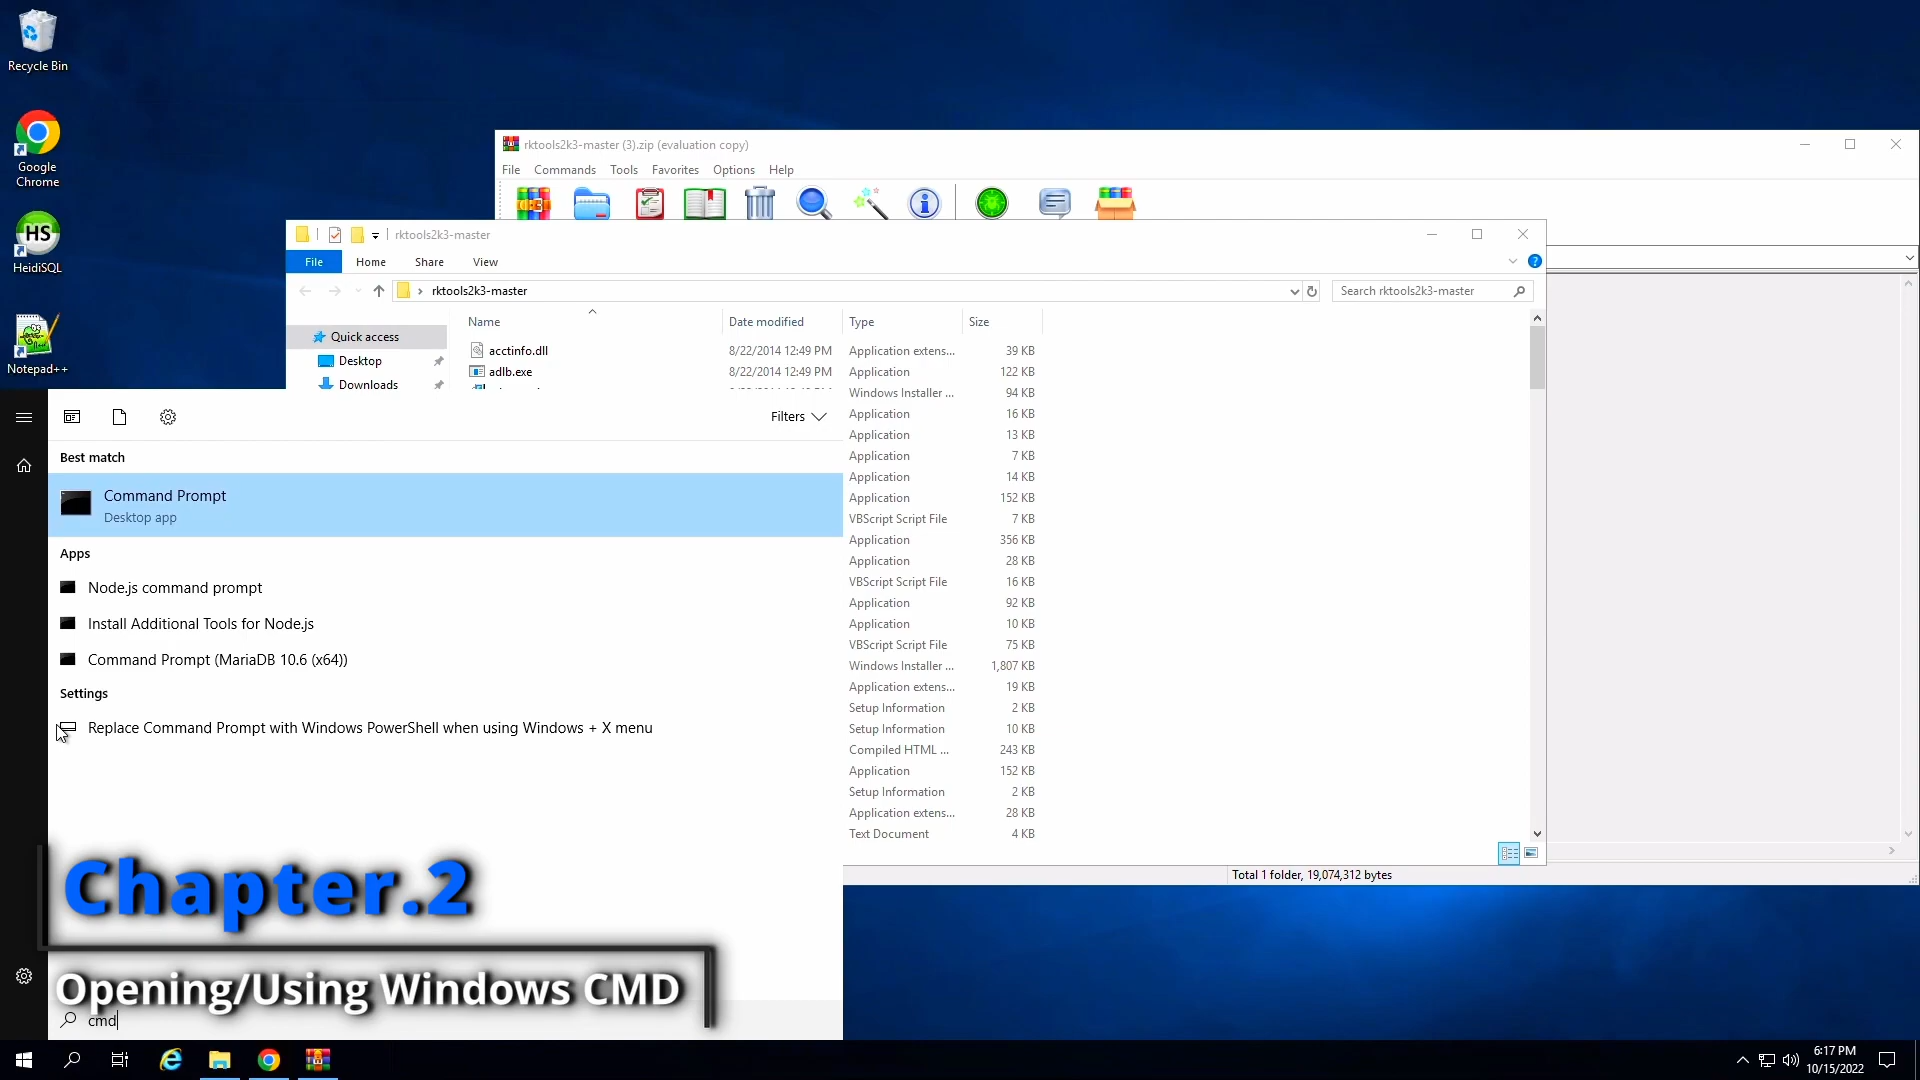 Recycle Bin
Google
Chrome
HeidiSQL
Notepad++
rktools2k3-master (3).zip (evaluation copy)
File Commands Tools Favorites Options Help
rktools2k3-master
File Home Share View
rktools2k3-master
Search rktools2k3-master
Name Date modified Type Size
Quick access
Desktop
Downloads
acctinfo.dll 8/22/2014 12:49 PM Application extens... 39 KB
adlb.exe 8/22/2014 12:49 PM Application 122 KB
Windows Installer ... 94 KB
Application 16 KB
Application 13 KB
Application 7 KB
Application 14 KB
Application 152 KB
VBScript Script File 7 KB
Application 356 KB
Application 28 KB
VBScript Script File 16 KB
Application 92 KB
Application 10 KB
VBScript Script File 75 KB
Windows Installer ... 1,807 KB
Application extens... 19 KB
Setup Information 2 KB
Setup Information 10 KB
Compiled HTML ... 243 KB
Application 152 KB
Setup Information 2 KB
Application extens... 28 KB
Text Document 4 KB
Total 1 folder, 19,074,312 bytes
Filters
Best match
Command Prompt
Desktop app
Apps
Node.js command prompt
Install Additional Tools for Node.js
Command Prompt (MariaDB 10.6 (x64))
Settings
Replace Command Prompt with Windows PowerShell when using Windows + X menu
Chapter.2
Opening/Using Windows CMD
cmd
6:17 PM
10/15/2022